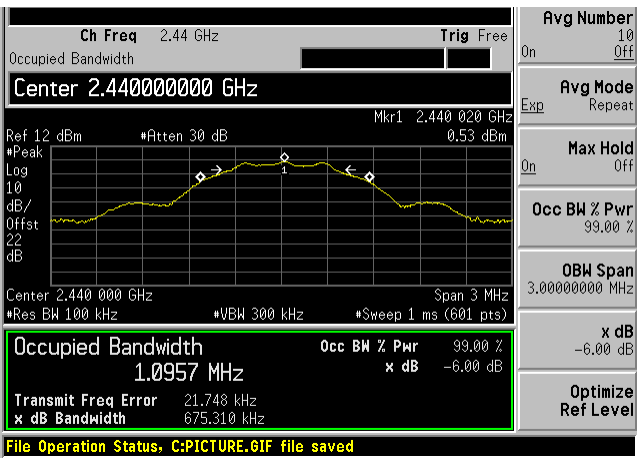 Ch Freq 2.44 GHz Trig Free
Occupied Bandwidth
Center 2.440000000 GHz
Mkr1 2.440 020 GHz
Ref 12 dBm #Atten 30 dB 0.53 dBm
#Peak
Log
10
dB/
Offst
22
dB
1
Center 2.440 000 GHz Span 3 MHz
#Res BW 100 kHz #VBW 300 kHz #Sweep 1 ms (601 pts)
Occupied Bandwidth
1.0957 MHz
Occ BW % Pwr 99.00 %
x dB -6.00 dB
Transmit Freq Error 21.748 kHz
x dB Bandwidth 675.310 kHz
File Operation Status, C:PICTURE.GIF file saved
Avg Number
10
On Off
Avg Mode
Exp Repeat
Max Hold
On Off
Occ BW % Pwr
99.00 %
OBW Span
3.00000000 MHz
x dB
-6.00 dB
Optimize
Ref Level